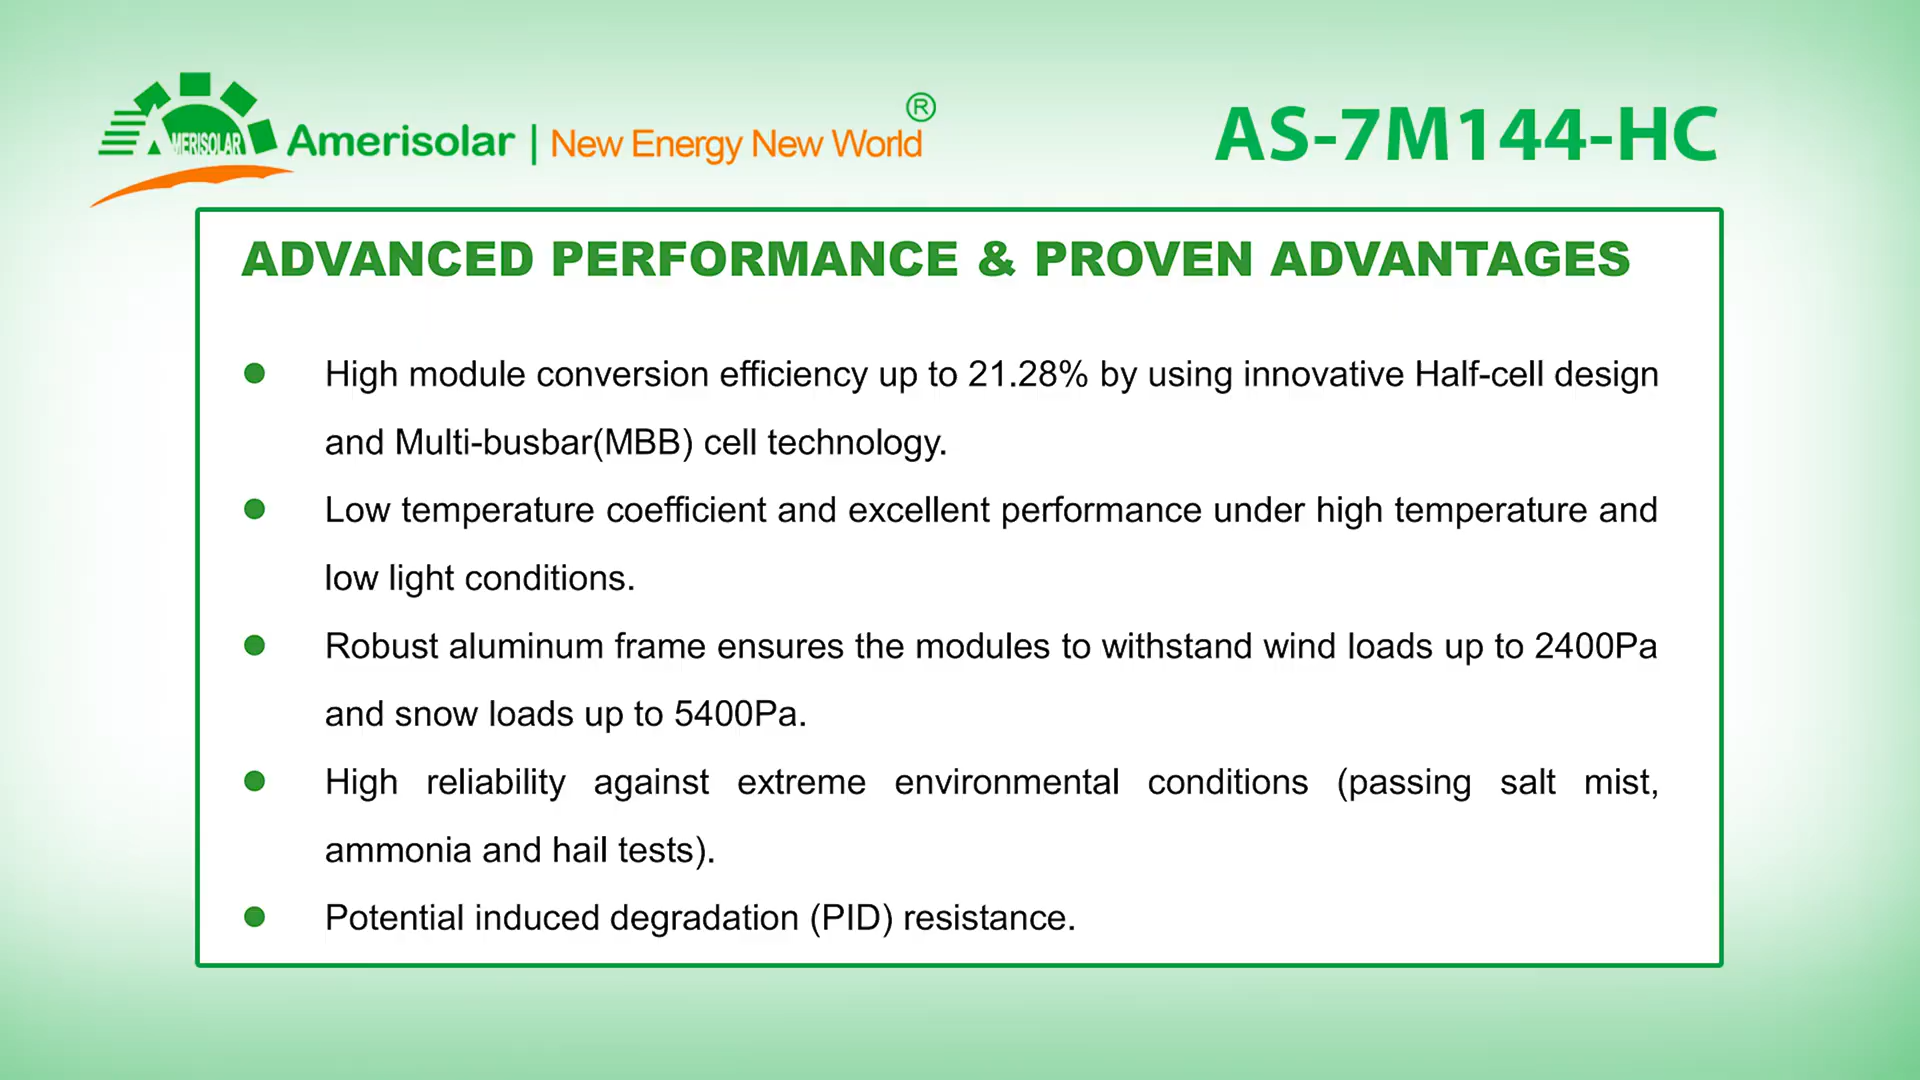 AMERISOLAR Amerisolar | New Energy New World ®
AS-7M144-HC
ADVANCED PERFORMANCE & PROVEN ADVANTAGES
● High module conversion efficiency up to 21.28% by using innovative Half-cell design
and Multi-busbar(MBB) cell technology.
● Low temperature coefficient and excellent performance under high temperature and
low light conditions.
● Robust aluminum frame ensures the modules to withstand wind loads up to 2400Pa
and snow loads up to 5400Pa.
● High reliability against extreme environmental conditions (passing salt mist,
ammonia and hail tests).
● Potential induced degradation (PID) resistance.